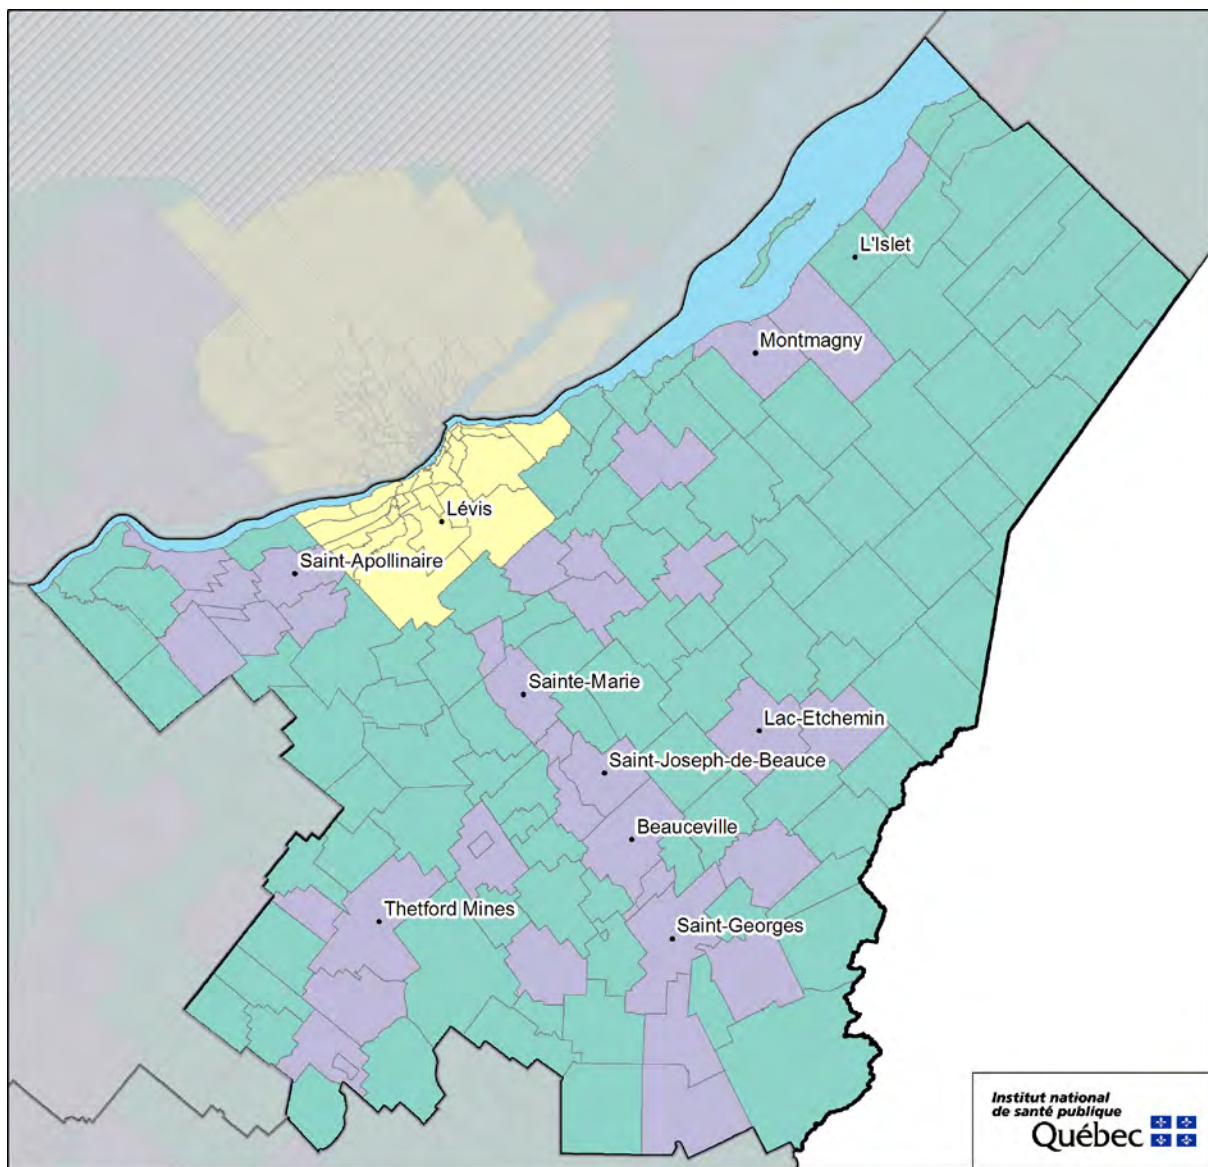 L'Islet
Montmagny
Lévis
Saint-Apollinaire
Sainte-Marie
Lac-Etchemin
Saint-Joseph-de-Beauce
Beauceville
Thetford Mines
Saint-Georges
Institut national
de santé publique
Québec